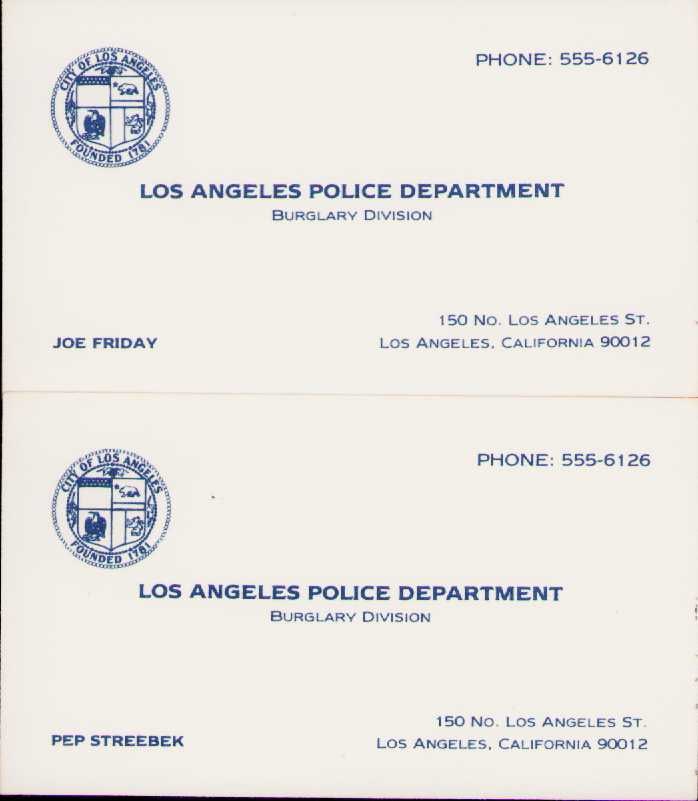 CITY OF LOS ANGELES
FOUNDED 1781
PHONE: 555-6126
LOS ANGELES POLICE DEPARTMENT
BURGLARY DIVISION
150 NO. LOS ANGELES ST.
JOE FRIDAY
LOS ANGELES, CALIFORNIA 90012
CITY OF LOS ANGELES
FOUNDED 1781
PHONE: 555-6126
LOS ANGELES POLICE DEPARTMENT
BURGLARY DIVISION
150 NO. LOS ANGELES ST.
PEP STREEBEK
LOS ANGELES, CALIFORNIA 90012